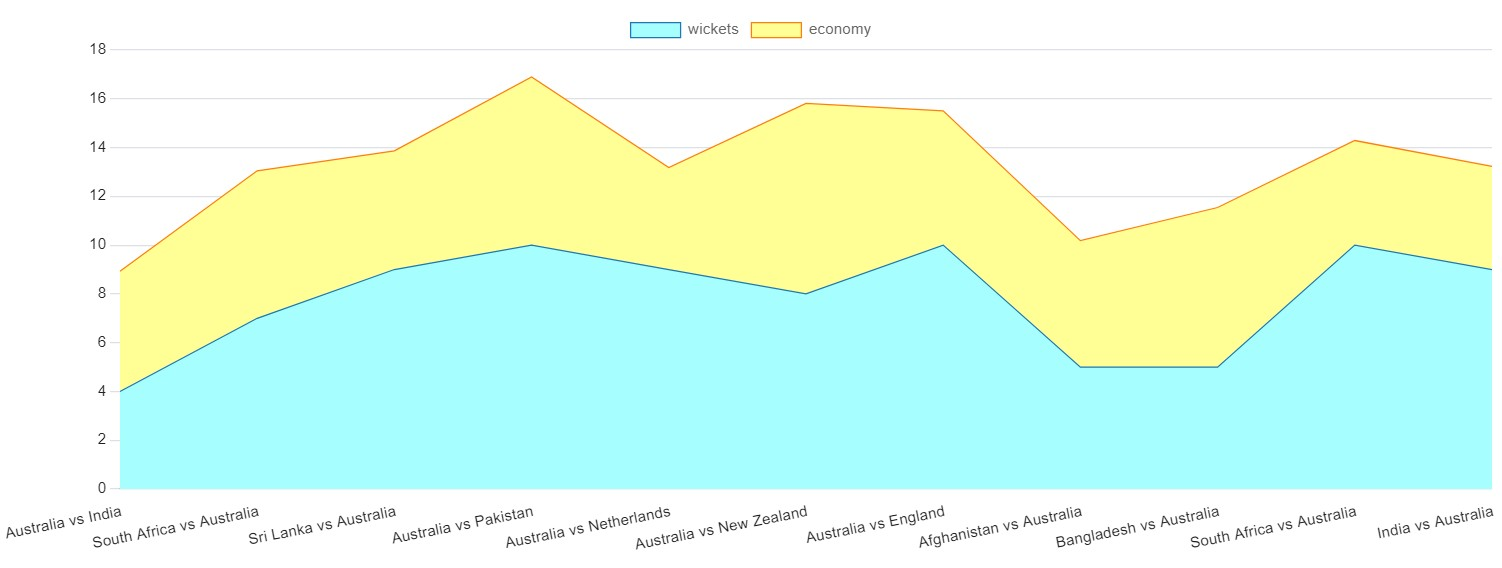 wickets economy
18
16
14
12
10
8
6
4
2
0
Australia vs India
South Africa vs Australia
Sri Lanka vs Australia
Australia vs Pakistan
Australia vs Netherlands
Australia vs New Zealand
Australia vs England
Afghanistan vs Australia
Bangladesh vs Australia
South Africa vs Australia
India vs Australia